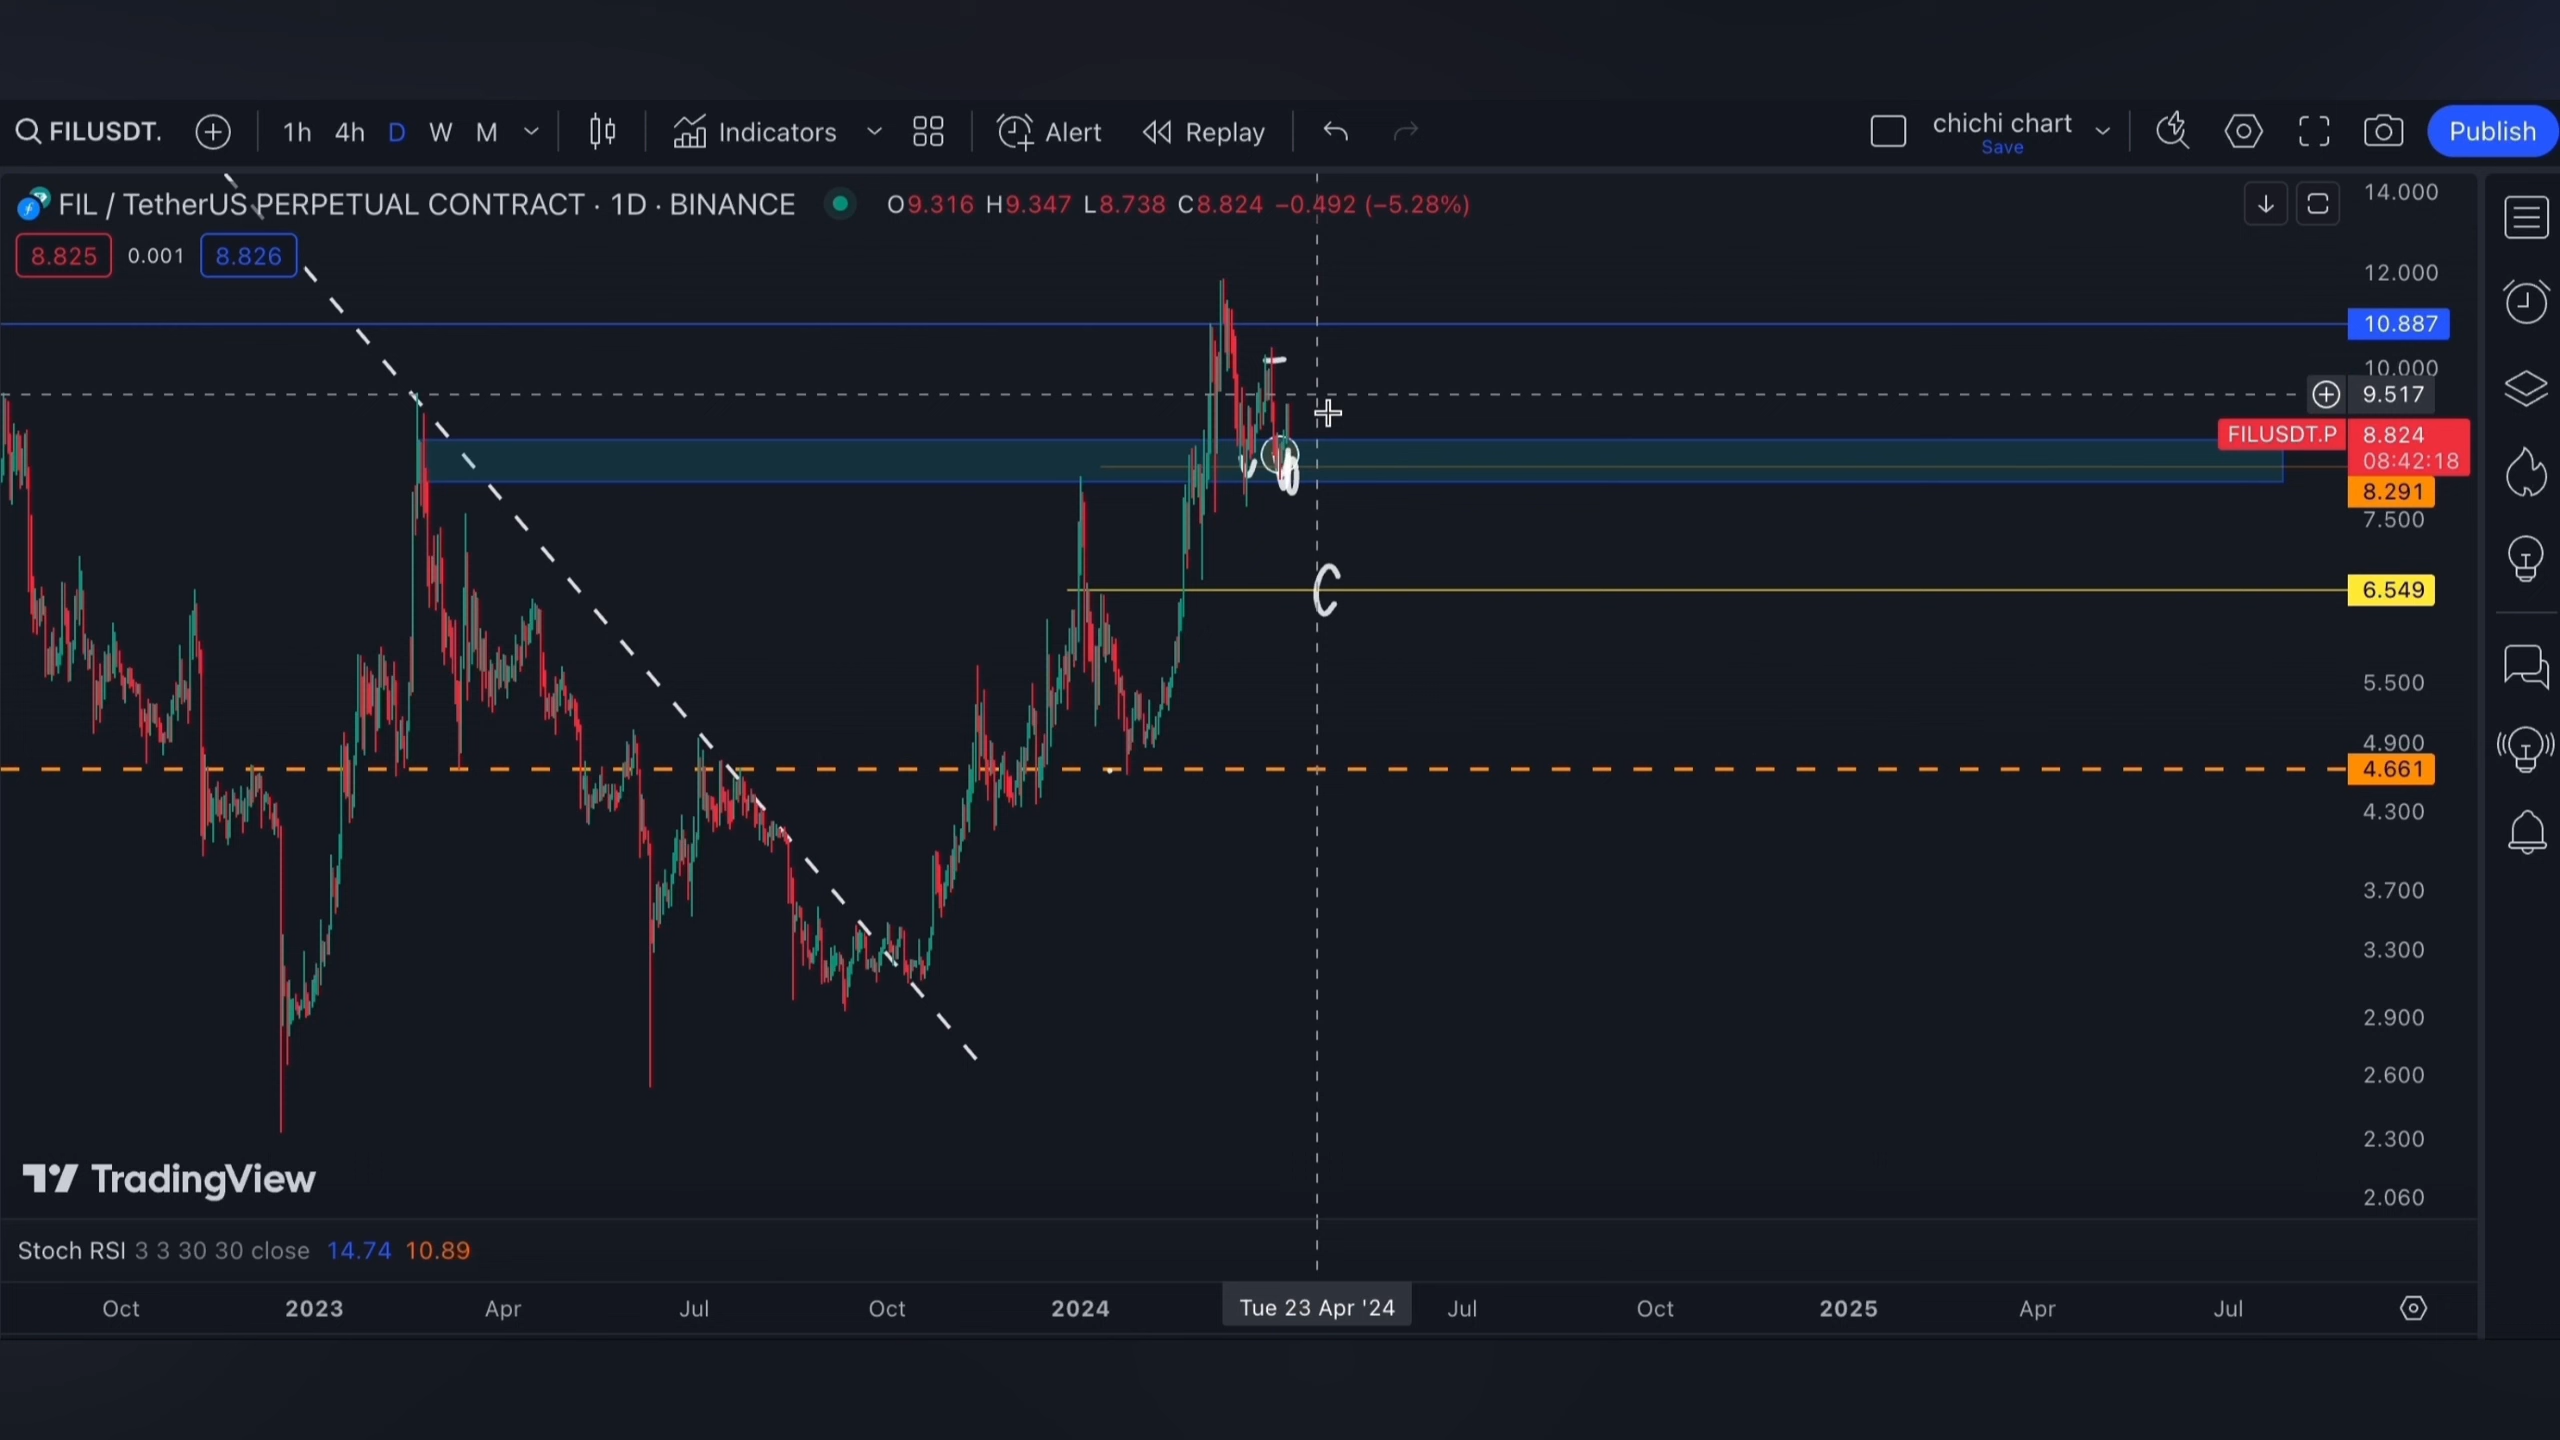 FILUSDT. 1h 4h D W M Indicators Alert Replay chichi chart Publish
Save
FIL / TetherUS PERPETUAL CONTRACT · 1D · BINANCE O9.316 H9.347 L8.738 C8.824 −0.492 (−5.28%)
8.825 0.001 8.826
14.000
12.000
10.887
10.000
9.517
FILUSDT.P 8.824
08:42:18
8.291
7.500
C
6.549
5.500
4.900
4.661
4.300
3.700
3.300
2.900
2.600
2.300
2.060
TradingView
Stoch RSI 3 3 30 30 close 14.74 10.89
Oct 2023 Apr Jul Oct 2024 Tue 23 Apr '24 Jul Oct 2025 Apr Jul